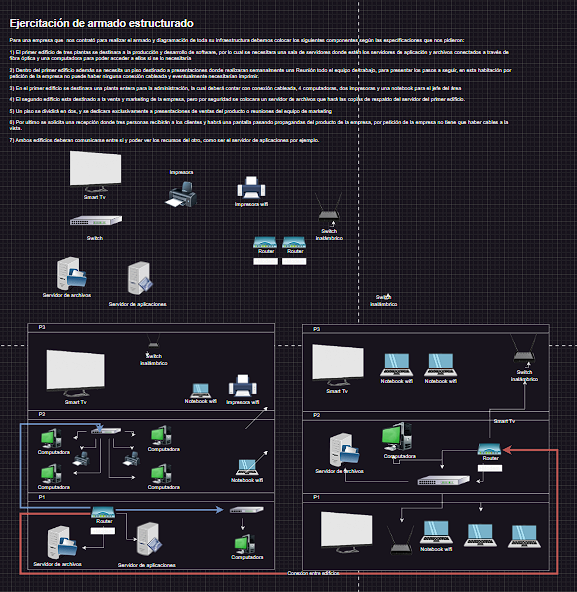 Ejercitación de armado estructurado
Para una empresa que nos contrató para realizar el armado y diagramación de toda su infraestructura debemos colocar los siguientes componentes según las especificaciones que nos pidieron:
1) El primer edificio de tres plantas se destinara a la producción y desarrollo de software, por lo cual se necesitara una sala de servidores donde estén los servidores de aplicación y archivos conectados a través de
fibra óptica y una computadora para poder acceder a ellos si es lo necesitaría
2) Dentro del primer edificio además se necesita un piso destinado a presentaciones donde realizaran semanalmente una Reunión todo el equipo de trabajo, para presentar los pasos a seguir, en esta habitación por
petición de la empresa no puede haber ninguna conexión cableada y eventualmente necesitarían imprimir.
3) En el primer edificio se destinara una planta entera para la administración, la cual deberá contar con conexión cableada, 4 computadoras, dos impresoras y una notebook para el jefe del área
4) El segundo edificio esta destinado a la venta y marketing de la empresa, pero por seguridad se colocara un servidor de archivos que hará las copias de respaldo del servidor del primer edificio.
5) Un piso se dividirá en dos, y se dedicara exclusivamente a presentaciones de ventas del producto o reuniones del equipo de marketing
6) Por ultimo se solicita una recepción donde tres personas recibirán a los clientes y habrá una pantalla pasando propagandas del producto de la empresa, por petición de la empresa no tiene que haber cables a la
vista.
7) Ambos edificios deberan comunicarse entre si y poder ver los recursos del otro, como ser el servidor de aplicaciones por ejemplo.
Impresora
Smart Tv
Impresora wifi
Switch
Switch
inalámbrico
Router
Router
Servidor de archivos
Servidor de aplicaciones
Switch
inalámbrico
P3
P3
Switch
inalámbrico
Switch
inalámbrico
Smart Tv
Notebook wifi
Impresora wifi
Smart Tv
Notebook wifi
Notebook wifi
P2
P2
Smart Tv
Computadora
Computadora
Computadora
Router
Servidor de archivos
Computadora
Computadora
Notebook wifi
P1
P1
Router
Servidor de archivos
Servidor de aplicaciones
Computadora
Notebook wifi
Conexion entre edificios